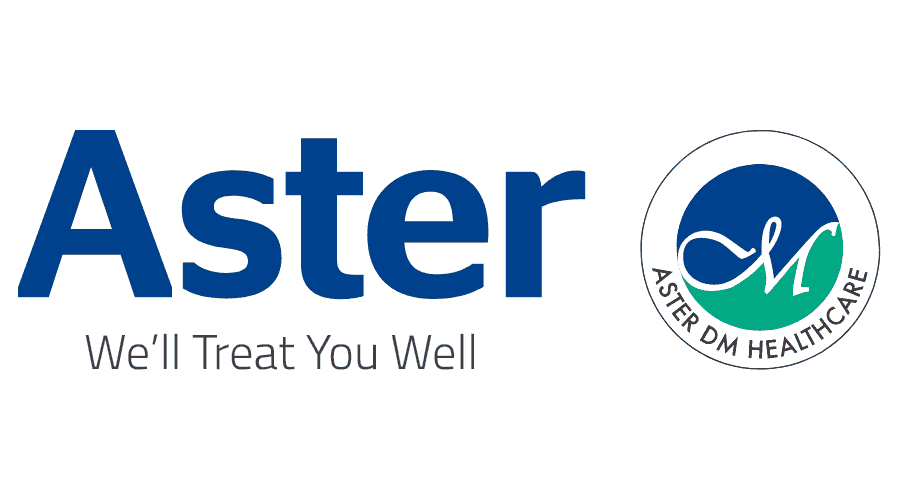 Aster
We’ll Treat You Well
M
ASTER DM HEALTHCARE